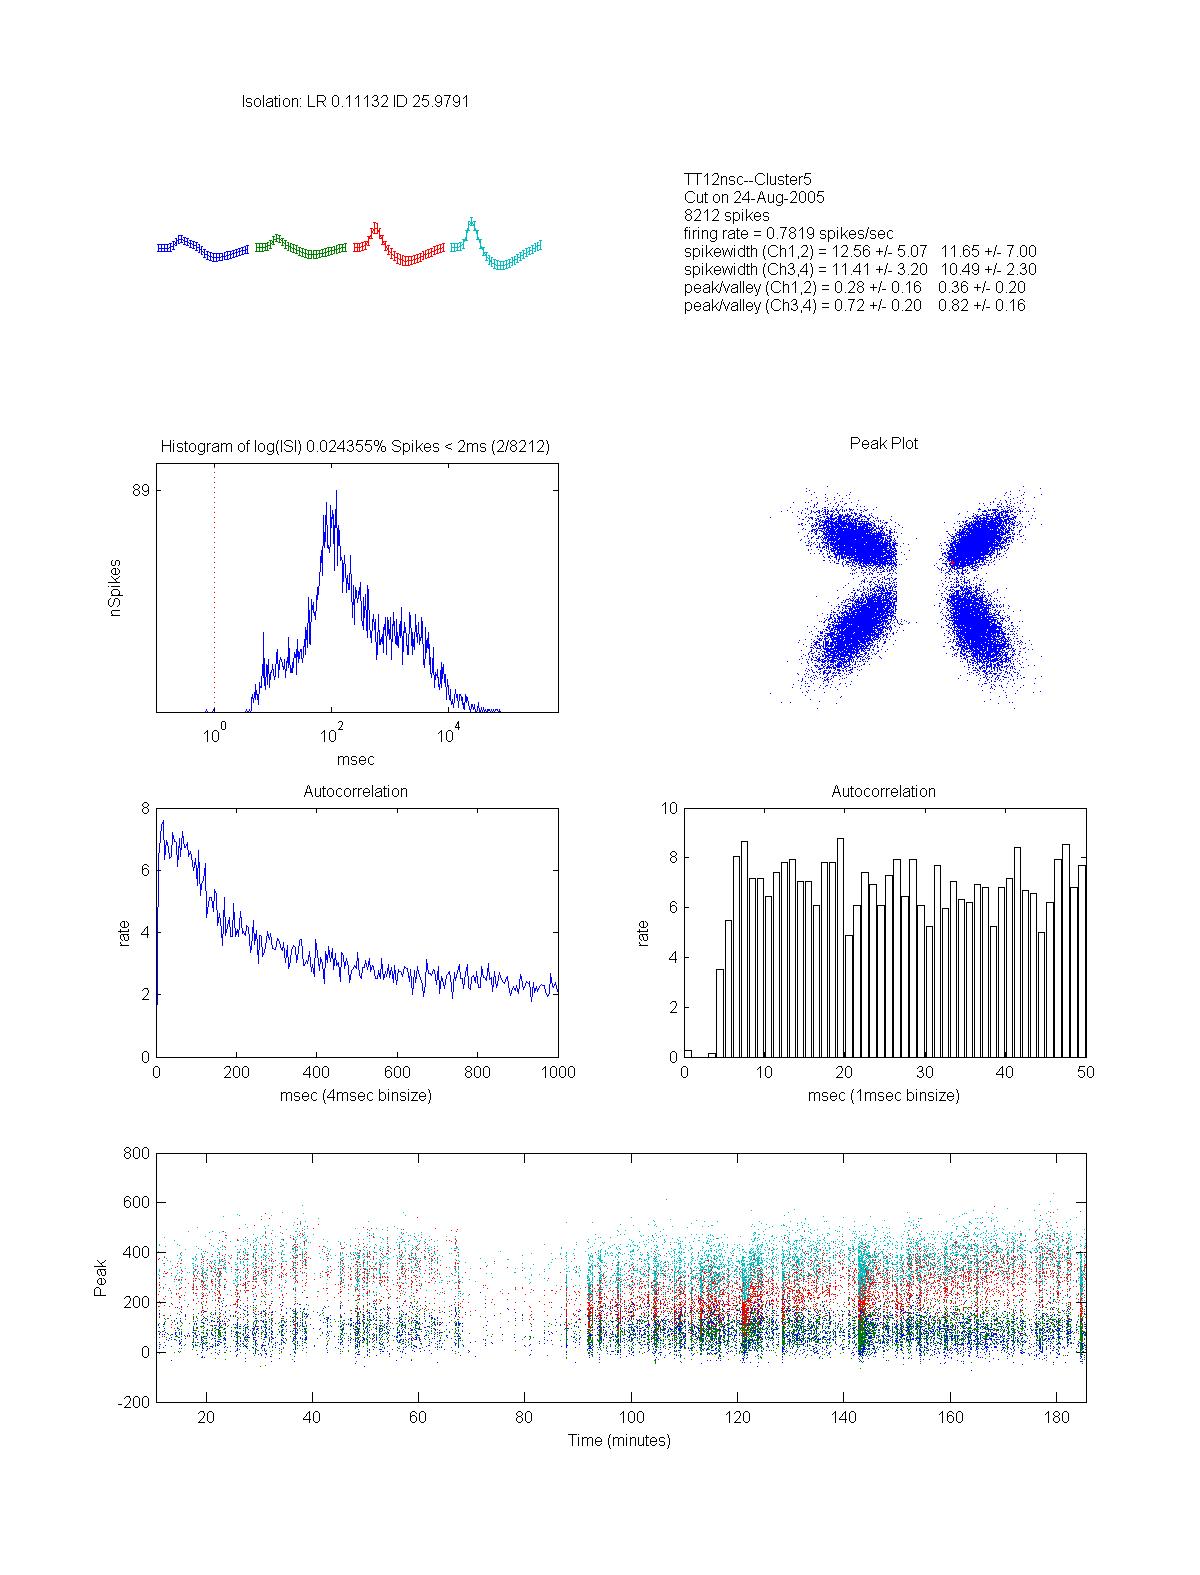 Isolation: LR 0.11132 ID 25.9791
TT12nsc--Cluster5
Cut on 24-Aug-2005
8212 spikes
firing rate = 0.7819 spikes/sec
spikewidth (Ch1,2) = 12.56 +/- 5.07 11.65 +/- 7.00
spikewidth (Ch3,4) = 11.41 +/- 3.20 10.49 +/- 2.30
peak/valley (Ch1,2) = 0.28 +/- 0.16 0.36 +/- 0.20
peak/valley (Ch3,4) = 0.72 +/- 0.20 0.82 +/- 0.16
Histogram of log(ISI) 0.024355% Spikes < 2ms (2/8212)
89
nSpikes
10^0 10^2 10^4
msec
Peak Plot
Autocorrelation
8
6
4
2
0
rate
0 200 400 600 800 1000
msec (4msec binsize)
Autocorrelation
10
8
6
4
2
0
rate
0 10 20 30 40 50
msec (1msec binsize)
800
600
400
200
0
-200
Peak
20 40 60 80 100 120 140 160 180
Time (minutes)